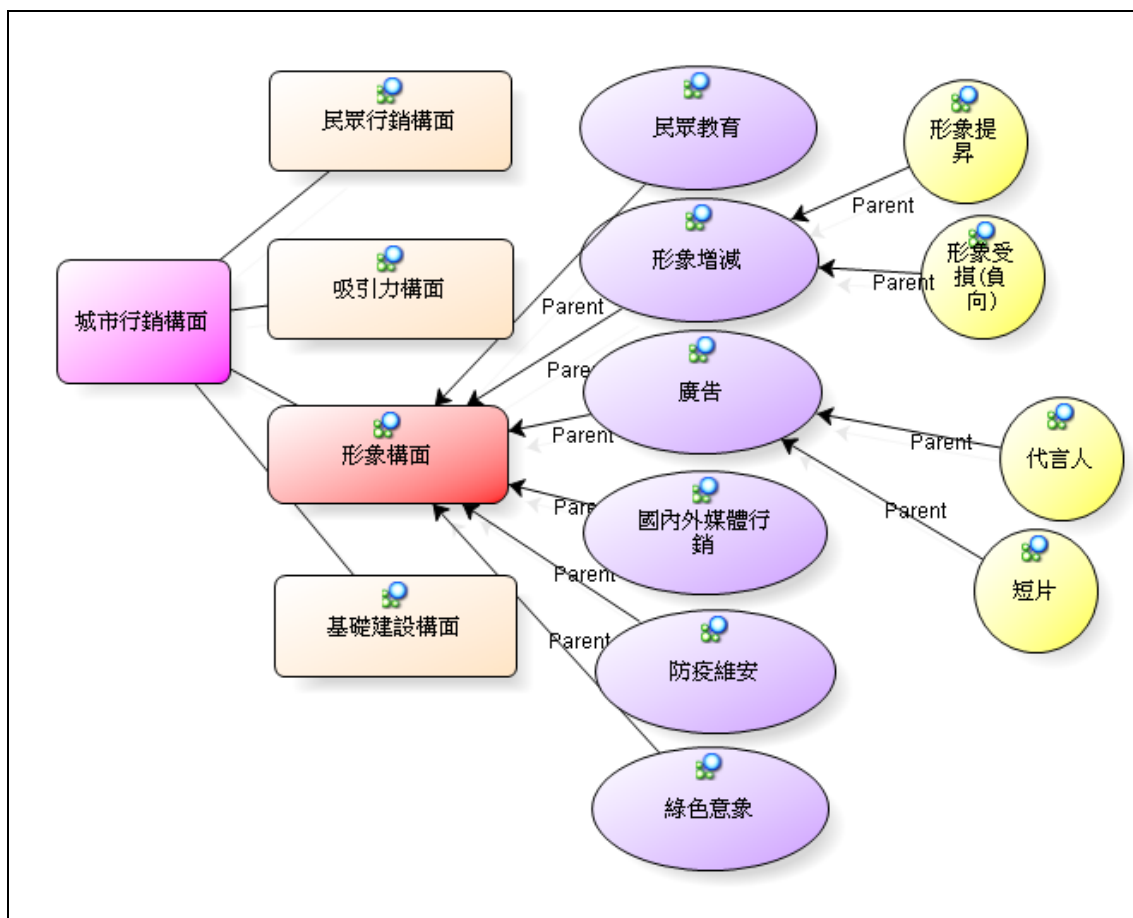 民眾行銷構面
吸引力構面
城市行銷構面
形象構面
基礎建設構面
民眾教育
形象增減
廣告
國內外媒體行
銷
防疫維安
綠色意象
形象提
昇
形象受
損(負
向)
代言人
短片
Parent
Parent
Parent
Pare
Parent
Parent
Pare
Parent
Parent
Parent